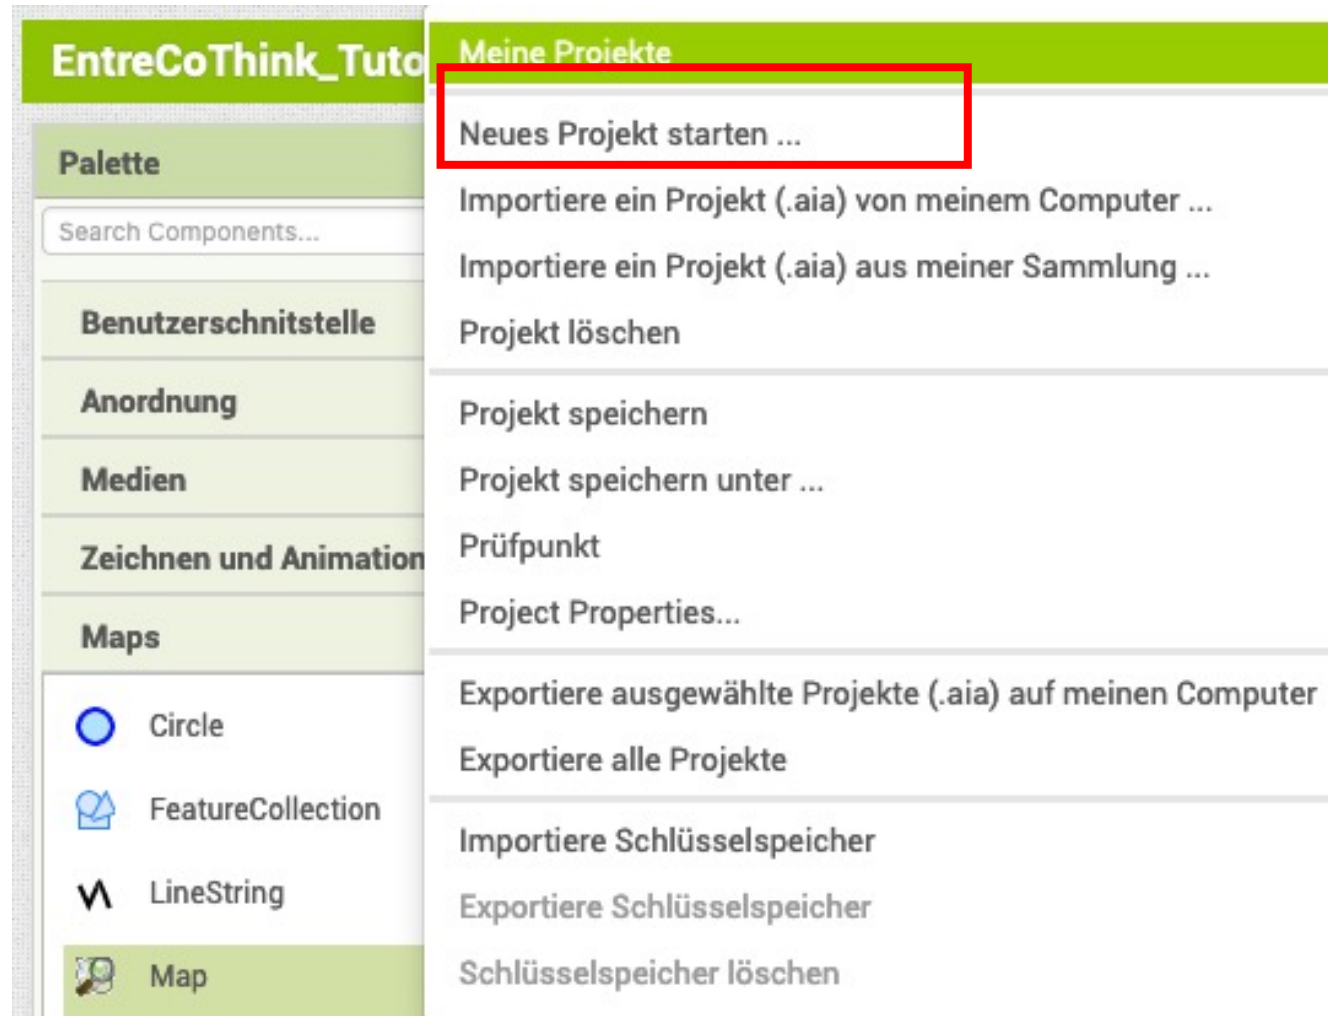 EntreCoThink_Tuto
Palette
Search Components...
Benutzerschnitstelle
Anordnung
Medien
Zeichnen und Animation
Maps
Circle
FeatureCollection
LineString
Map
Meine Projekte
Neues Projekt starten ...
Importiere ein Projekt (.aia) von meinem Computer ...
Importiere ein Projekt (.aia) aus meiner Sammlung ...
Projekt löschen
Projekt speichern
Projekt speichern unter ...
Prüfpunkt
Project Properties...
Exportiere ausgewählte Projekte (.aia) auf meinen Computer
Exportiere alle Projekte
Importiere Schlüsselspeicher
Exportiere Schlüsselspeicher
Schlüsselspeicher löschen